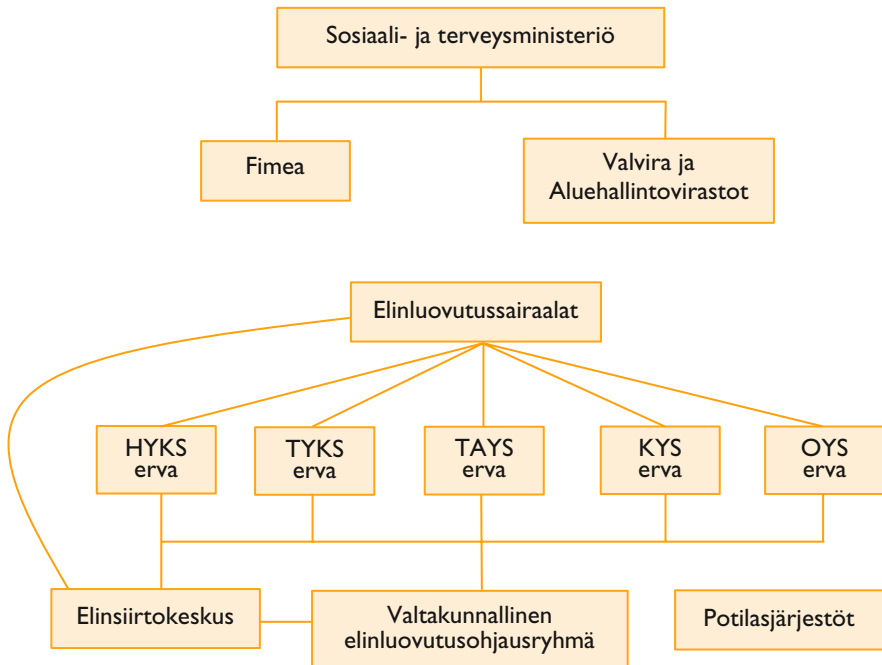 Sosiaali- ja terveysministeriö
Fimea
Valvira ja
Aluehallintovirastot
Elinluovutussairaalat
HYKS
erva
TYKS
erva
TAYS
erva
KYS
erva
OYS
erva
Elinsiirtokeskus
Valtakunnallinen
elinluovutusohjausryhmä
Potilasjärjestöt